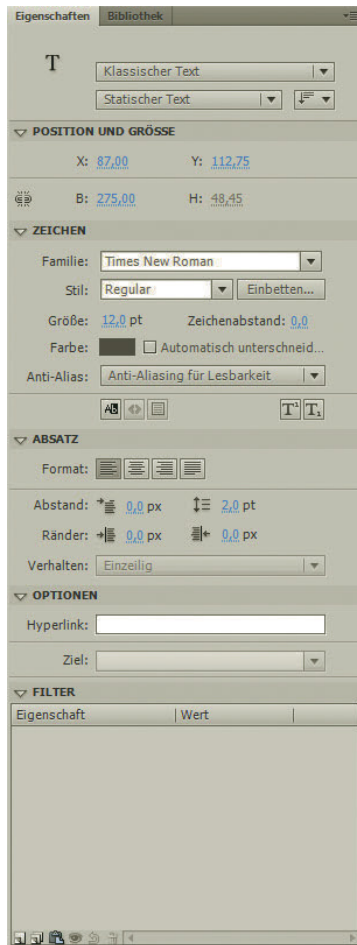 Eigenschaften Bibliothek
T
Klassischer Text
Statischer Text
POSITION UND GRÖSSE
X: 87,00 Y: 112,75
B: 275,00 H: 48,45
ZEICHEN
Familie: Times New Roman
Stil: Regular Einbetten...
Größe: 12,0 pt Zeichenabstand: 0,0
Farbe: Automatisch unterschneid...
Anti-Alias: Anti-Aliasing für Lesbarkeit
AB T¹ T₁
ABSATZ
Format:
Abstand: 0,0 px 2,0 pt
Ränder: 0,0 px 0,0 px
Verhalten: Einzeilig
OPTIONEN
Hyperlink:
Ziel:
FILTER
Eigenschaft Wert